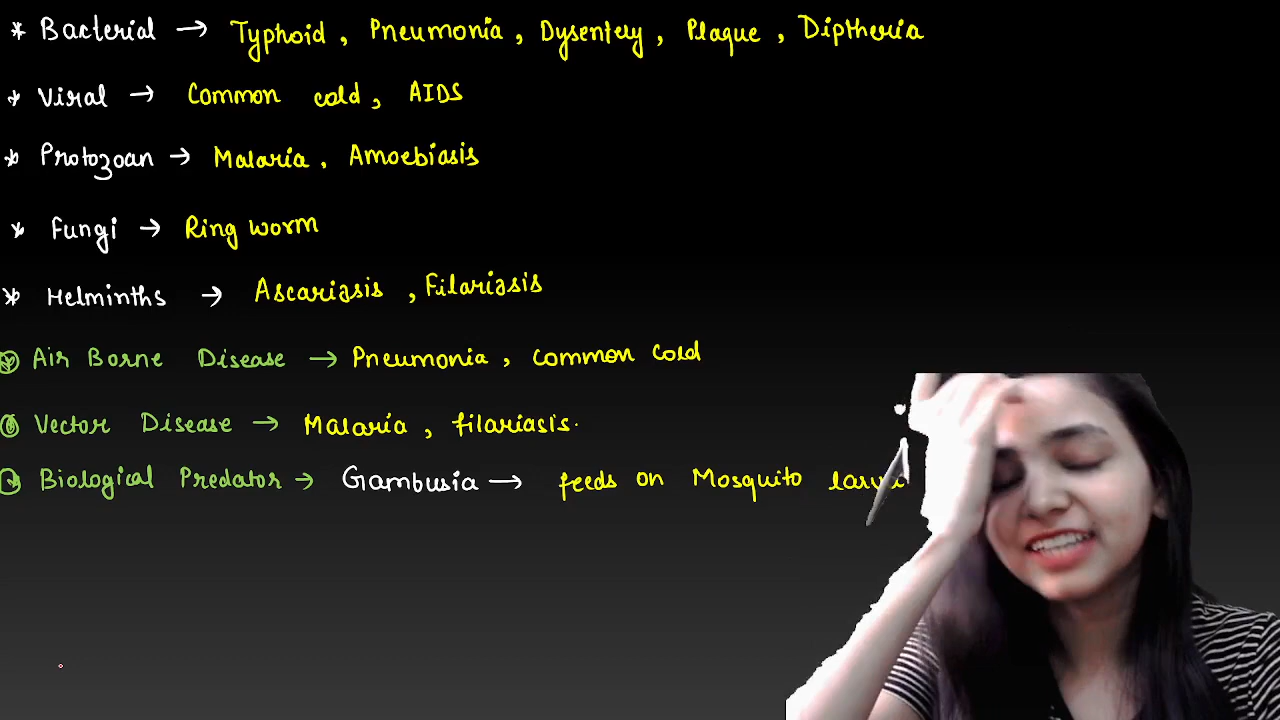 * Bacterial → Typhoid, Pneumonia, Dysentery, Plaque, Diptheria
* Viral → Common cold, AIDS
* Protozoan → Malaria, Amoebiasis
* Fungi → Ring worm
* Helminths → Ascariasis, Filariasis
Air Borne Disease → Pneumonia, common cold
Vector Disease → Malaria, filariasis.
Biological Predator → Gambusia → feeds on Mosquito